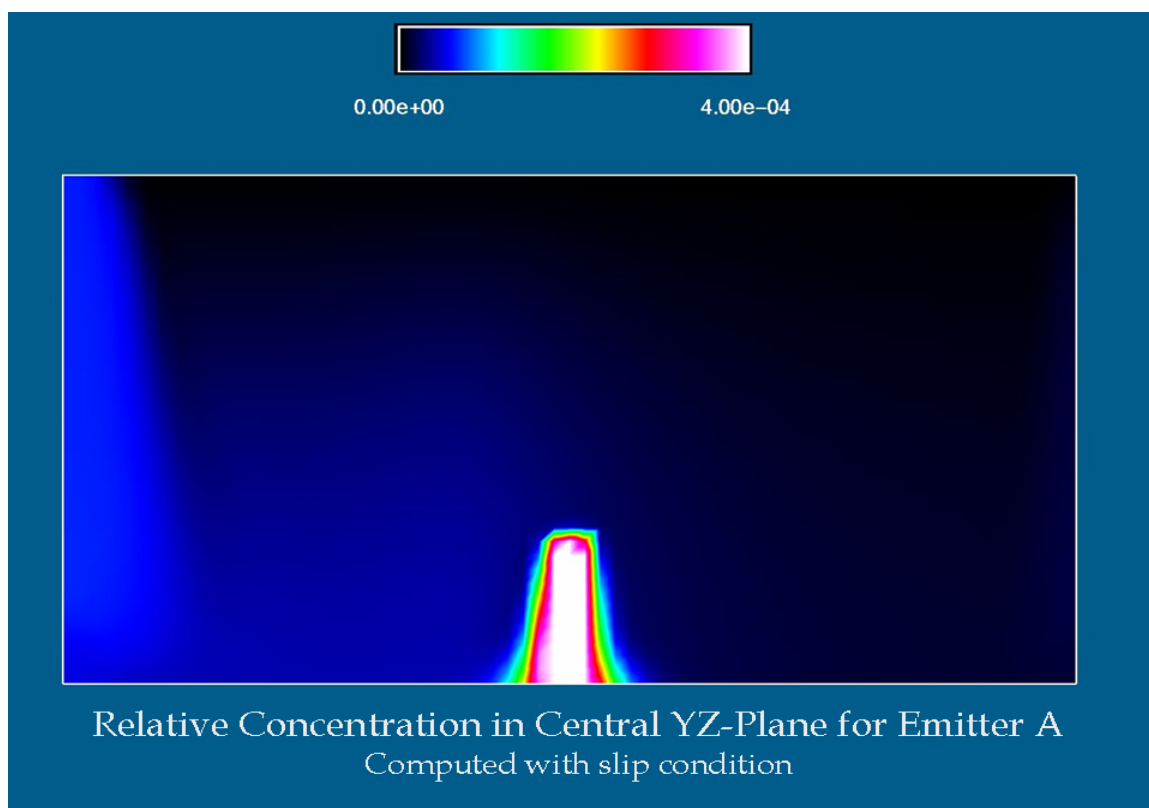 0.00e+00 4.00e−04
Relative Concentration in Central YZ-Plane for Emitter A
Computed with slip condition